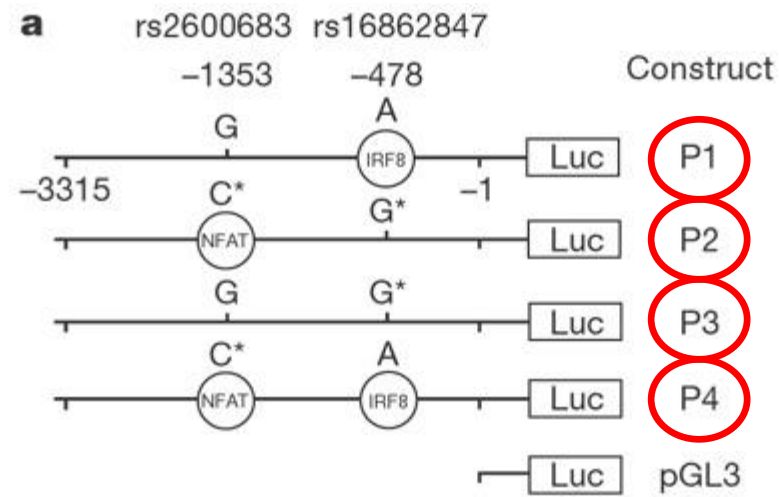 a rs2600683 rs16862847
–1353 –478 Construct
G A
IRF8 Luc P1
–3315 –1
C* G*
NFAT Luc P2
G G*
Luc P3
C* A
NFAT IRF8 Luc P4
Luc pGL3